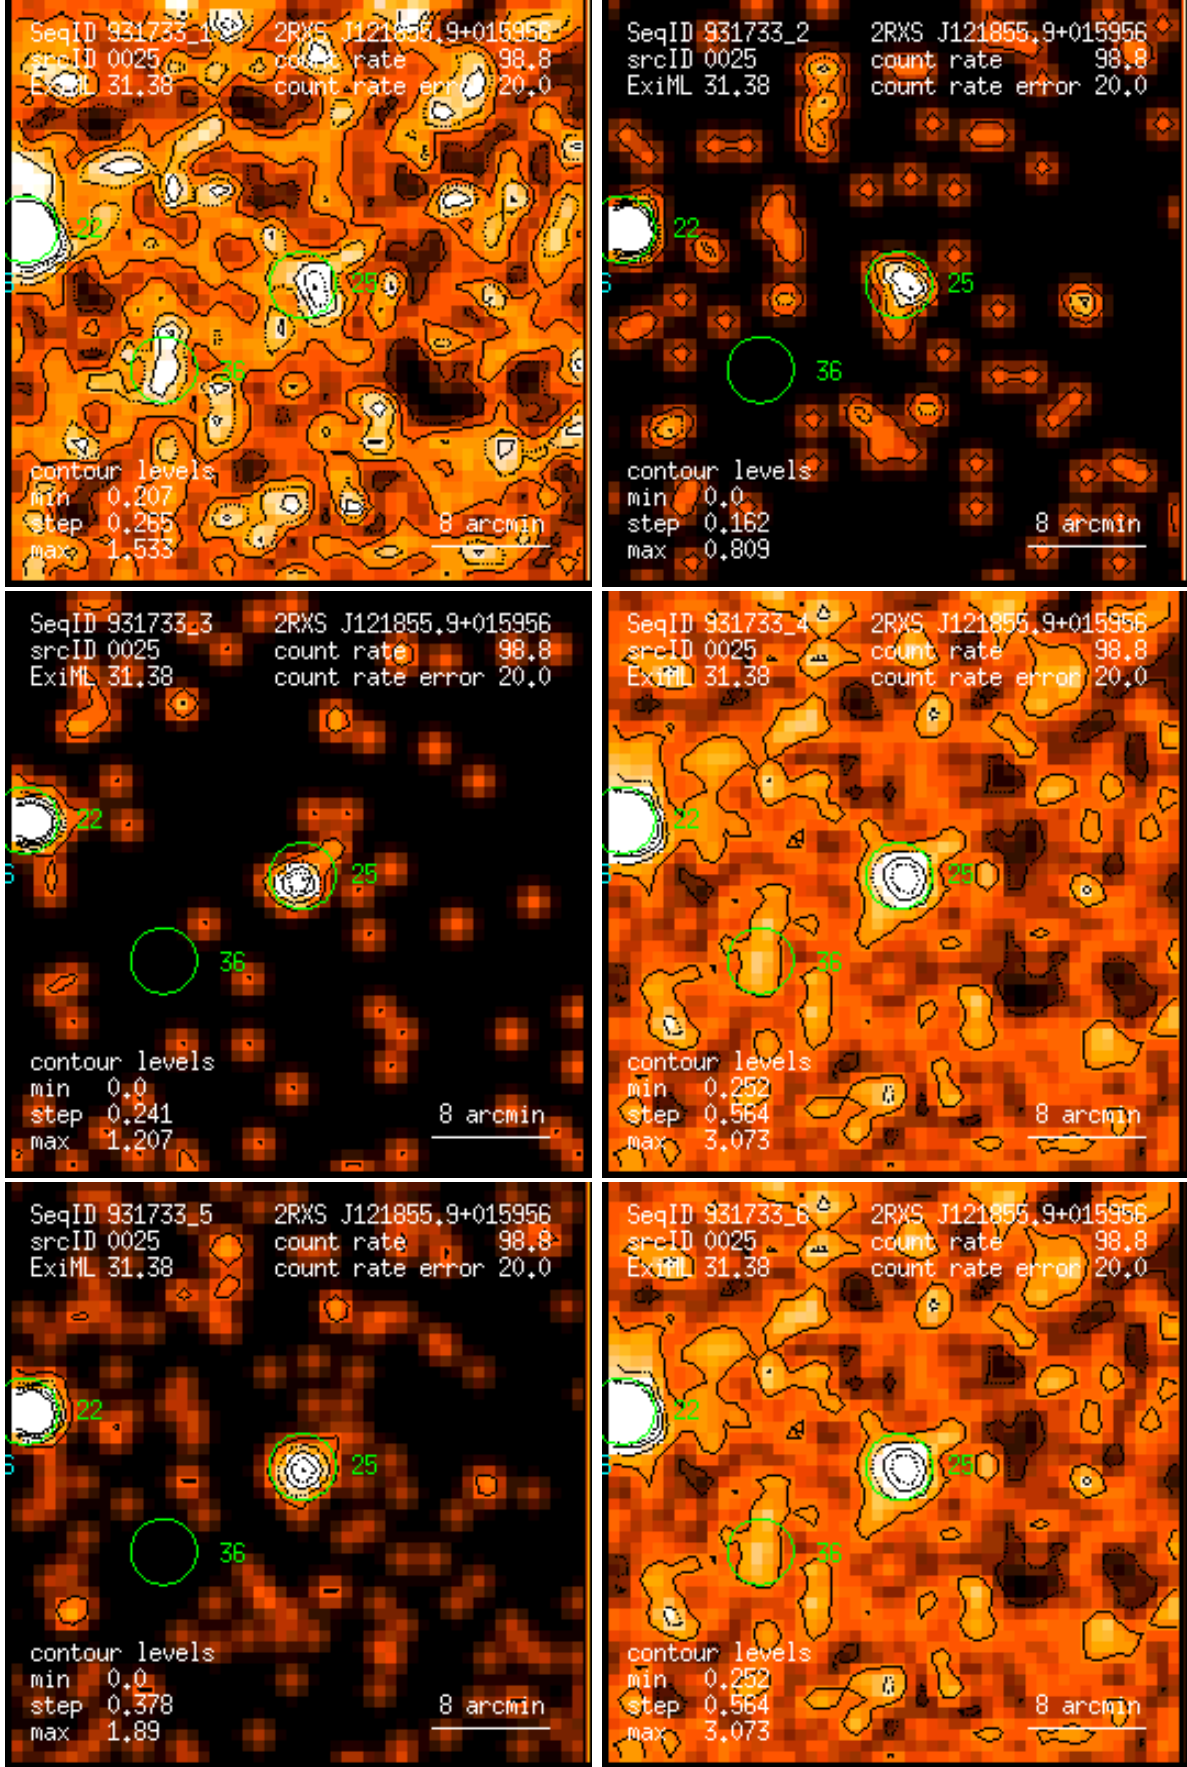 SeqID 931733_1 2RXS J121855.9+015956
srcID 0025 count rate 98.8
ExiML 31.38 count rate error 20.0
22
25
36
contour levels
min 0.207
step 0.265 8 arcmin
max 1.533
SeqID 931733_2 2RXS J121855.9+015956
srcID 0025 count rate 98.8
ExiML 31.38 count rate error 20.0
22
25
36
contour levels
min 0.0
step 0.162 8 arcmin
max 0.809
SeqID 931733_3 2RXS J121855.9+015956
srcID 0025 count rate 98.8
ExiML 31.38 count rate error 20.0
22
25
36
contour levels
min 0.0
step 0.241 8 arcmin
max 1.207
SeqID 931733_4 2RXS J121855.9+015956
srcID 0025 count rate 98.8
ExiML 31.38 count rate error 20.0
22
25
36
contour levels
min 0.252
step 0.564 8 arcmin
max 3.073
SeqID 931733_5 2RXS J121855.9+015956
srcID 0025 count rate 98.8
ExiML 31.38 count rate error 20.0
22
25
36
contour levels
min 0.0
step 0.378 8 arcmin
max 1.89
SeqID 931733_6 2RXS J121855.9+015956
srcID 0025 count rate 98.8
ExiML 31.38 count rate error 20.0
22
25
36
contour levels
min 0.252
step 0.564 8 arcmin
max 3.073